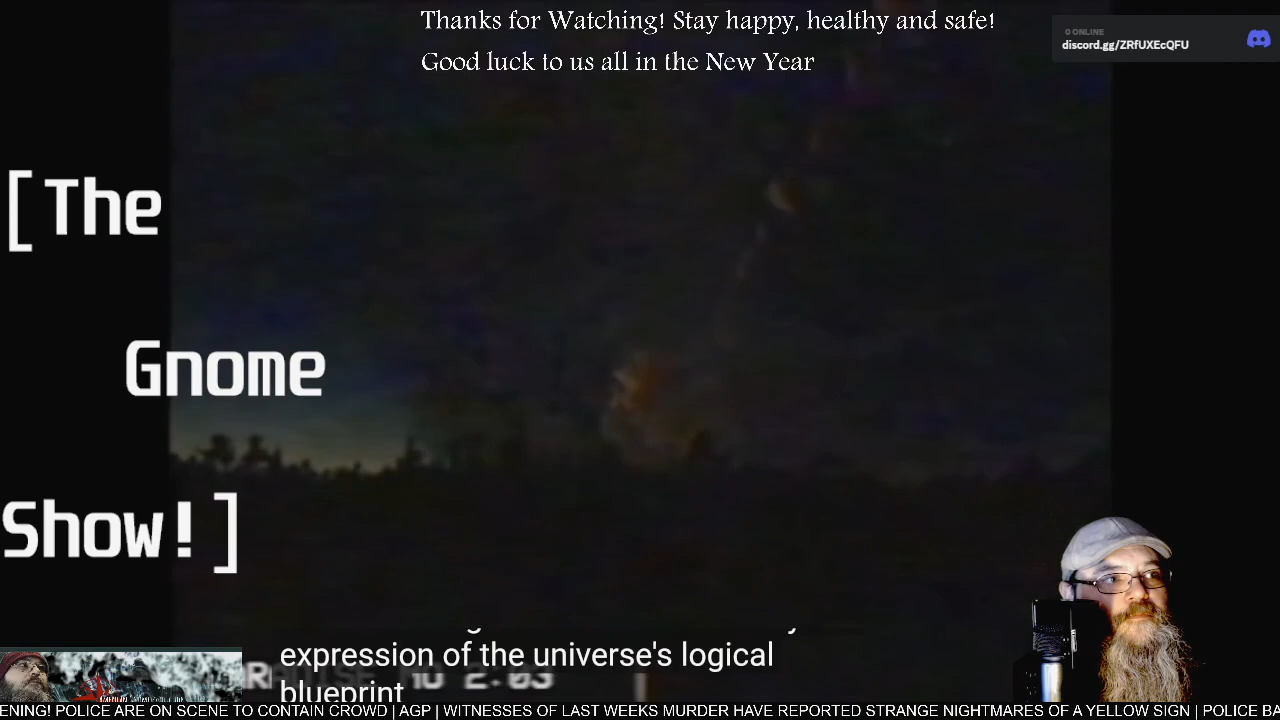 Thanks for Watching! Stay happy, healthy and safe!
Good luck to us all in the New Year
0 ONLINE
discord.gg/ZRfUXEcQFU
[The
Gnome
Show!]
expression of the universe's logical
blueprint
ENING! POLICE ARE ON SCENE TO CONTAIN CROWD | AGP | WITNESSES OF LAST WEEKS MURDER HAVE REPORTED STRANGE NIGHTMARES OF A YELLOW SIGN | POLICE BA